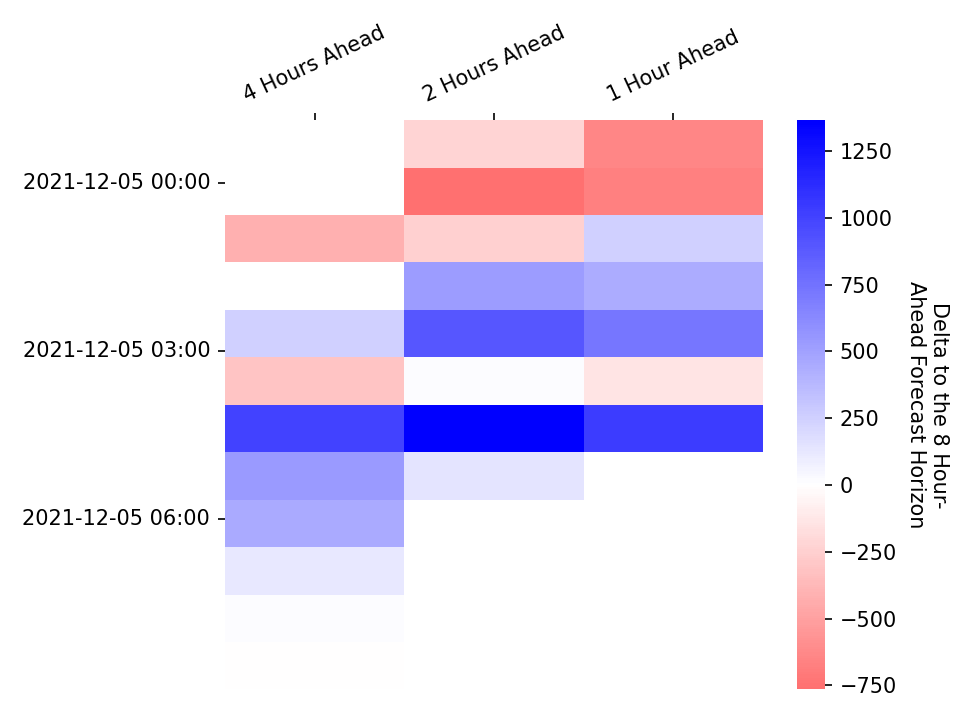 4 Hours Ahead
2 Hours Ahead
1 Hour Ahead
2021-12-05 00:00
2021-12-05 03:00
2021-12-05 06:00
1250
1000
750
500
250
0
−250
−500
−750
Delta to the 8 Hour-
Ahead Forecast Horizon